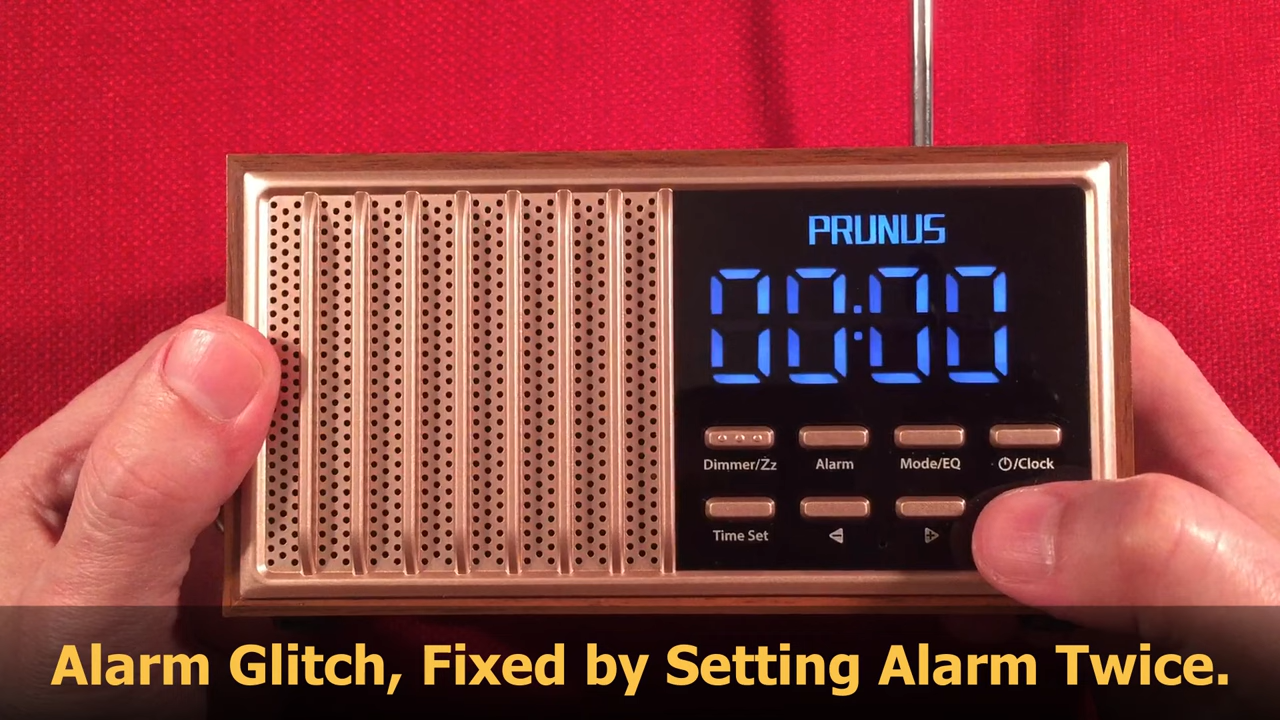 PRUNUS
00:00
Dimmer/Zz Alarm Mode/EQ ⏻/Clock
Time Set
Alarm Glitch, Fixed by Setting Alarm Twice.